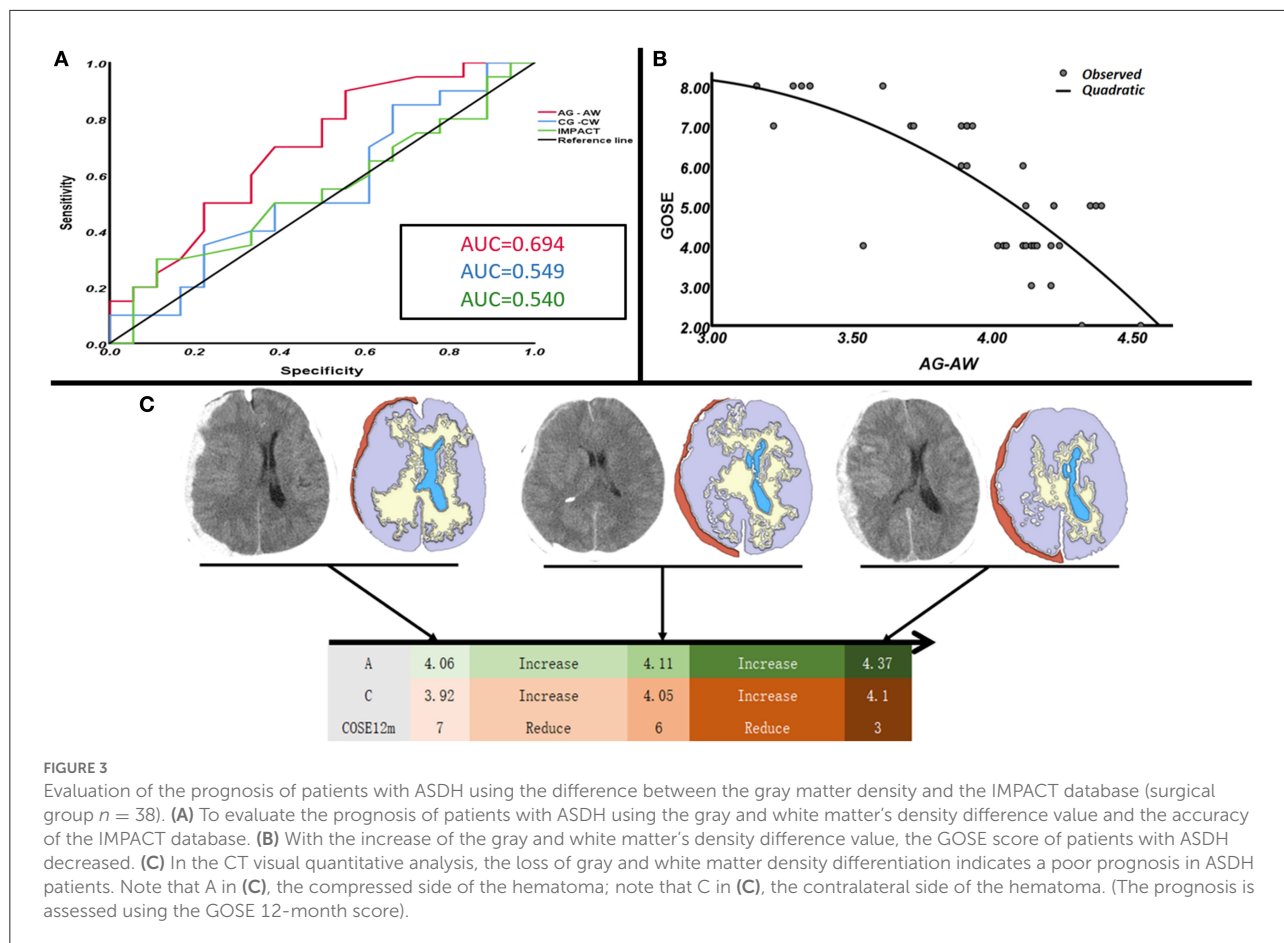 A
1.0
0.8
0.6
0.4
0.2
0.0
Sensitivity
0.0 0.2 0.4 0.6 0.8 1.0
Specificity
AG - AW
CG -CW
IMPACT
Reference line
AUC=0.694
AUC=0.549
AUC=0.540
B
8.00
7.00
6.00
5.00
4.00
3.00
2.00
GOSE
3.00 3.50 4.00 4.50
AG-AW
Observed
Quadratic
C
A 4.06 Increase 4.11 Increase 4.37
C 3.92 Increase 4.05 Increase 4.1
COSE12m 7 Reduce 6 Reduce 3
FIGURE 3
Evaluation of the prognosis of patients with ASDH using the difference between the gray matter density and the IMPACT database (surgical
group n = 38). (A) To evaluate the prognosis of patients with ASDH using the gray and white matter's density difference value and the accuracy
of the IMPACT database. (B) With the increase of the gray and white matter's density difference value, the GOSE score of patients with ASDH
decreased. (C) In the CT visual quantitative analysis, the loss of gray and white matter density differentiation indicates a poor prognosis in ASDH
patients. Note that A in (C), the compressed side of the hematoma; note that C in (C), the contralateral side of the hematoma. (The prognosis is
assessed using the GOSE 12-month score).